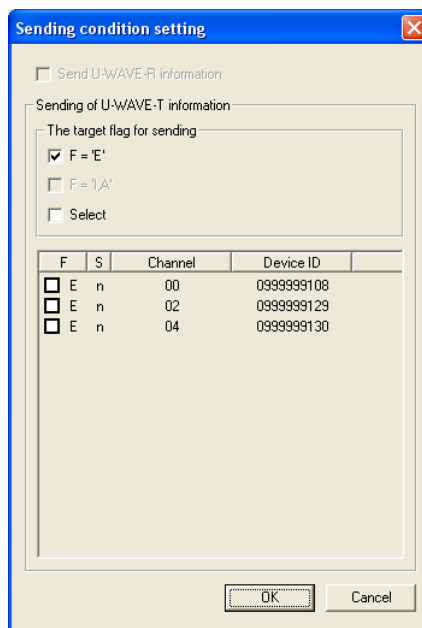 Sending condition setting
Send U-WAVE-R information
Sending of U-WAVE-T information
The target flag for sending
F = 'E'
F = 'I,A'
Select
F S Channel Device ID
E n 00 0999999108
E n 02 0999999129
E n 04 0999999130
OK Cancel